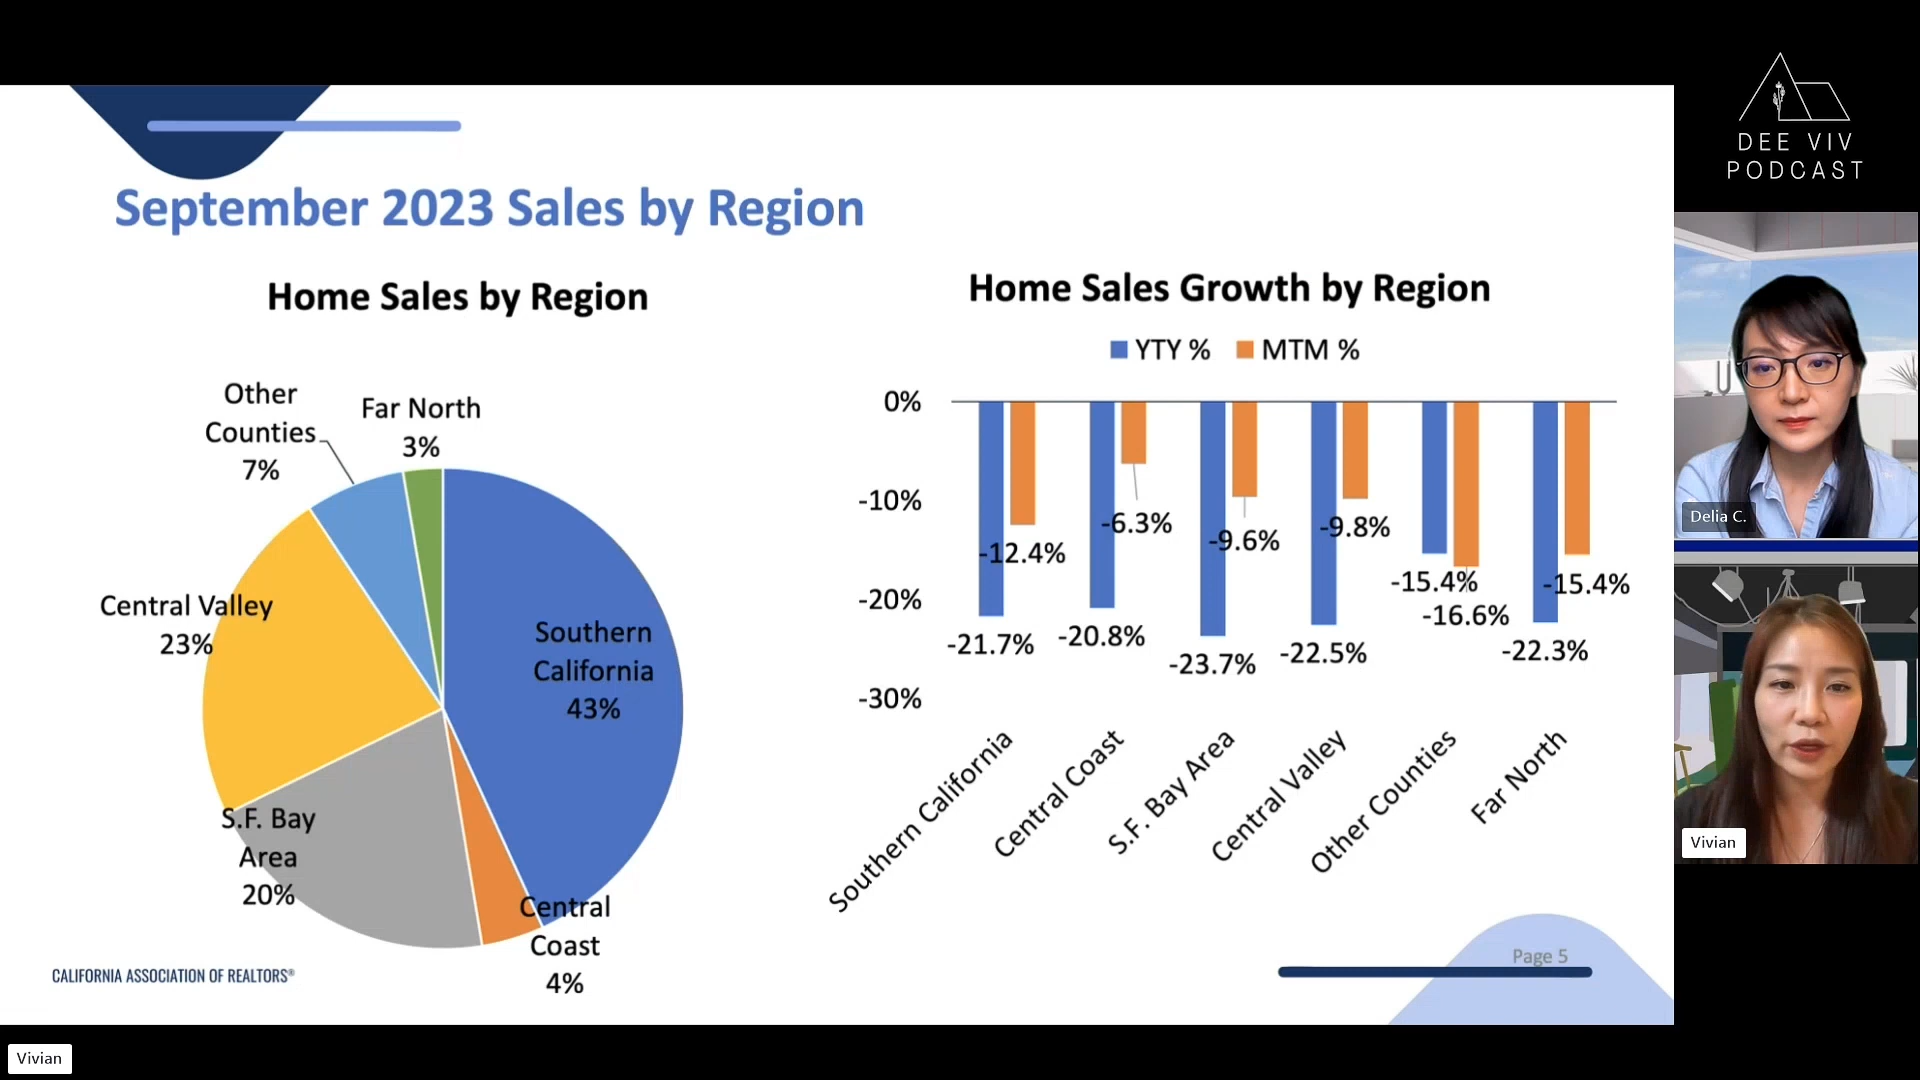 DEE VIV
PODCAST
September 2023 Sales by Region
Home Sales by Region
Other
Counties
7%
Far North
3%
Central Valley
23%
Southern
California
43%
S.F. Bay
Area
20%
Central
Coast
4%
Home Sales Growth by Region
YTY %
MTM %
0%
-10%
-20%
-30%
-12.4%
-6.3%
-9.6%
-9.8%
-15.4%
-16.6%
-15.4%
-21.7%
-20.8%
-23.7%
-22.5%
-22.3%
Southern California
Central Coast
S.F. Bay Area
Central Valley
Other Counties
Far North
CALIFORNIA ASSOCIATION OF REALTORS®
Page 5
Delia C.
Vivian
Vivian